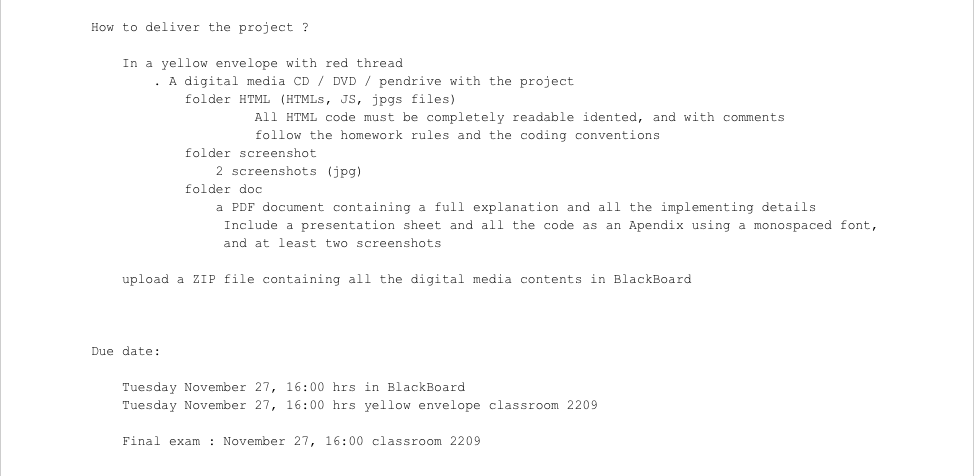 How to deliver the project ?
In a yellow envelope with red thread
. A digital media CD / DVD / pendrive with the project
folder HTML (HTMLs, JS, jpgs files)
All HTML code must be completely readable idented, and with comments
follow the homework rules and the coding conventions
folder screenshot
2 screenshots (jpg)
folder doc
a PDF document containing a full explanation and all the implementing details
Include a presentation sheet and all the code as an Apendix using a monospaced font,
and at least two screenshots
upload a ZIP file containing all the digital media contents in BlackBoard
Due date:
Tuesday November 27, 16:00 hrs in BlackBoard
Tuesday November 27, 16:00 hrs yellow envelope classroom 2209
Final exam : November 27, 16:00 classroom 2209